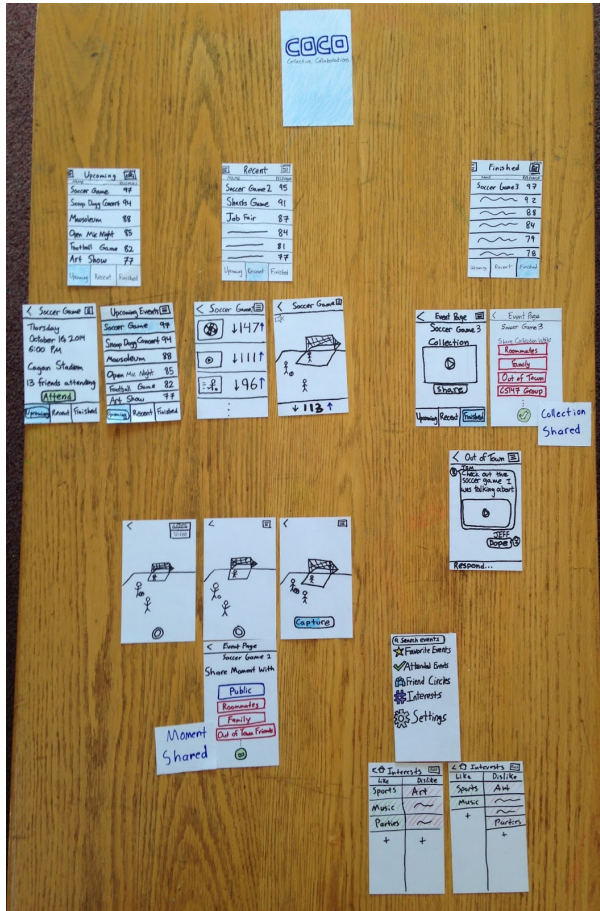 COCO
Collective Collaborations
Upcoming
NAME
Soccer Game 97
Snoop Dogg Concert 94
Mausoleum 88
Open Mic Night 85
Football Game 82
Art Show 77
Upcoming Recent Finished
Recent
NAME
Soccer Game 2 95
Sharks Game 91
Job Fair 87
84
81
77
Upcoming Recent Finished
Finished
NAME
Soccer Game 3 97
92
88
84
79
78
Upcoming Recent Finished
< Soccer Game
Thursday
October 16, 2014
6:00 PM
Cagan Stadium
13 friends attending
Attend
Upcoming Recent Finished
Upcoming Events
Soccer Game 97
Snoop Dogg Concert 94
Mausoleum 88
Open Mic Night 85
Football Game 82
Art Show 77
Upcoming Recent Finished
< Soccer Game
↓147↑
↓111↑
↓96↑
< Soccer Game
↓113↑
< Event Page
Soccer Game 3
Collection
Share
Upcoming Recent Finished
< Event Page
Soccer Game 3
Share Collection With:
Roommates
Family
Out of Town
CS147 Group
Collection
Shared
< Out of Town
TOM
Check out the
soccer game I
was talking about
JEFF
Dope
Respond...
<
Video
<
<
Capture
< Event Page
Soccer Game 2
Share Moment With
Public
Roommates
Family
Out of Town Friends
Moment
Shared
Search events
Favorite Events
Attended Events
Friend Circles
# Interests
Settings
< Interests
Like Dislike
Sports Art
Music
Parties
+ +
< Interests
Like Dislike
Sports Art
Music
+ Parties
+